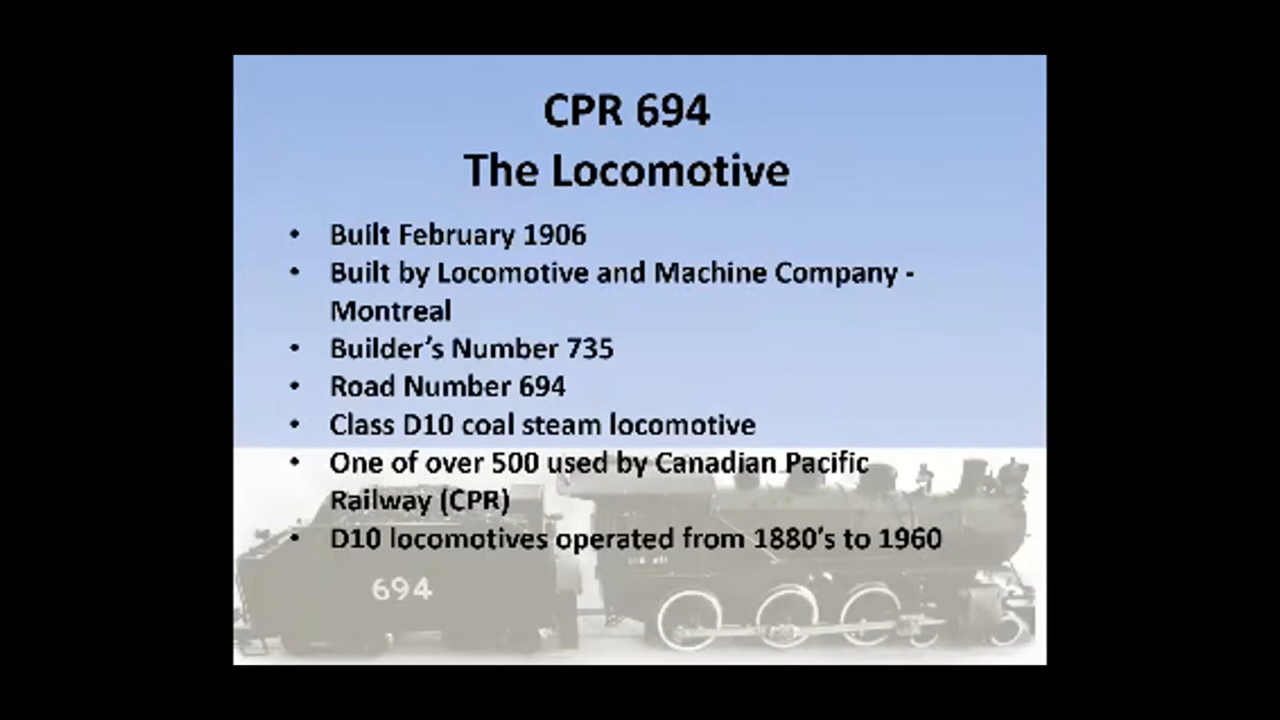 CPR 694
The Locomotive
• Built February 1906
• Built by Locomotive and Machine Company -
Montreal
• Builder's Number 735
• Road Number 694
• Class D10 coal steam locomotive
• One of over 500 used by Canadian Pacific
Railway (CPR)
• D10 locomotives operated from 1880's to 1960
694